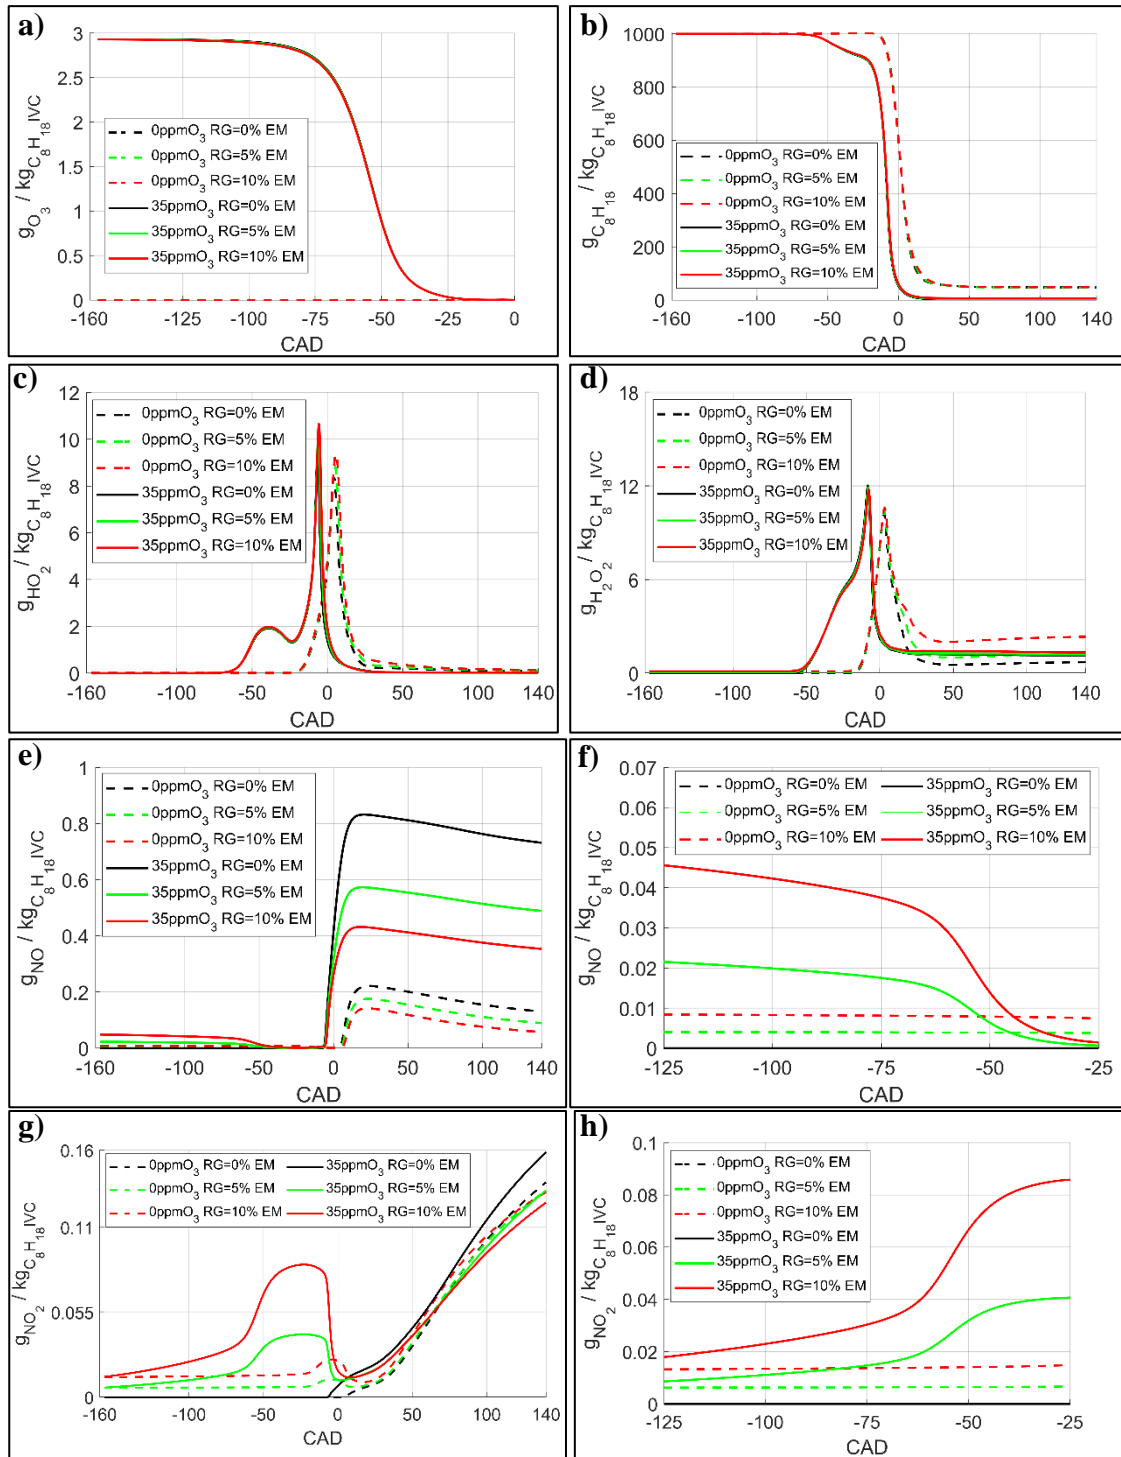 a)
3
2.5
2
1.5
1
0.5
0
g_O3 / kg_C8H18 IVC
0ppmO3 RG=0% EM
0ppmO3 RG=5% EM
0ppmO3 RG=10% EM
35ppmO3 RG=0% EM
35ppmO3 RG=5% EM
35ppmO3 RG=10% EM
-160 -125 -100 -75 -50 -25 0
CAD
b)
1000
800
600
400
200
0
g_C8H18 / kg_C8H18 IVC
0ppmO3 RG=0% EM
0ppmO3 RG=5% EM
0ppmO3 RG=10% EM
35ppmO3 RG=0% EM
35ppmO3 RG=5% EM
35ppmO3 RG=10% EM
-160 -100 -50 0 50 100 140
CAD
c)
12
10
8
6
4
2
0
g_HO2 / kg_C8H18 IVC
0ppmO3 RG=0% EM
0ppmO3 RG=5% EM
0ppmO3 RG=10% EM
35ppmO3 RG=0% EM
35ppmO3 RG=5% EM
35ppmO3 RG=10% EM
-160 -100 -50 0 50 100 140
CAD
d)
18
12
6
0
g_H2O2 / kg_C8H18 IVC
0ppmO3 RG=0% EM
0ppmO3 RG=5% EM
0ppmO3 RG=10% EM
35ppmO3 RG=0% EM
35ppmO3 RG=5% EM
35ppmO3 RG=10% EM
-160 -100 -50 0 50 100 140
CAD
e)
1
0.8
0.6
0.4
0.2
0
g_NO / kg_C8H18 IVC
0ppmO3 RG=0% EM
0ppmO3 RG=5% EM
0ppmO3 RG=10% EM
35ppmO3 RG=0% EM
35ppmO3 RG=5% EM
35ppmO3 RG=10% EM
-160 -100 -50 0 50 100 140
CAD
f)
0.07
0.06
0.05
0.04
0.03
0.02
0.01
0
g_NO / kg_C8H18 IVC
0ppmO3 RG=0% EM 35ppmO3 RG=0% EM
0ppmO3 RG=5% EM 35ppmO3 RG=5% EM
0ppmO3 RG=10% EM 35ppmO3 RG=10% EM
-125 -100 -75 -50 -25
CAD
g)
0.16
0.11
0.055
0
g_NO2 / kg_C8H18 IVC
0ppmO3 RG=0% EM 35ppmO3 RG=0% EM
0ppmO3 RG=5% EM 35ppmO3 RG=5% EM
0ppmO3 RG=10% EM 35ppmO3 RG=10% EM
-160 -100 -50 0 50 100 140
CAD
h)
0.1
0.08
0.06
0.04
0.02
0
g_NO2 / kg_C8H18 IVC
0ppmO3 RG=0% EM
0ppmO3 RG=5% EM
0ppmO3 RG=10% EM
35ppmO3 RG=0% EM
35ppmO3 RG=5% EM
35ppmO3 RG=10% EM
-125 -100 -75 -50 -25
CAD